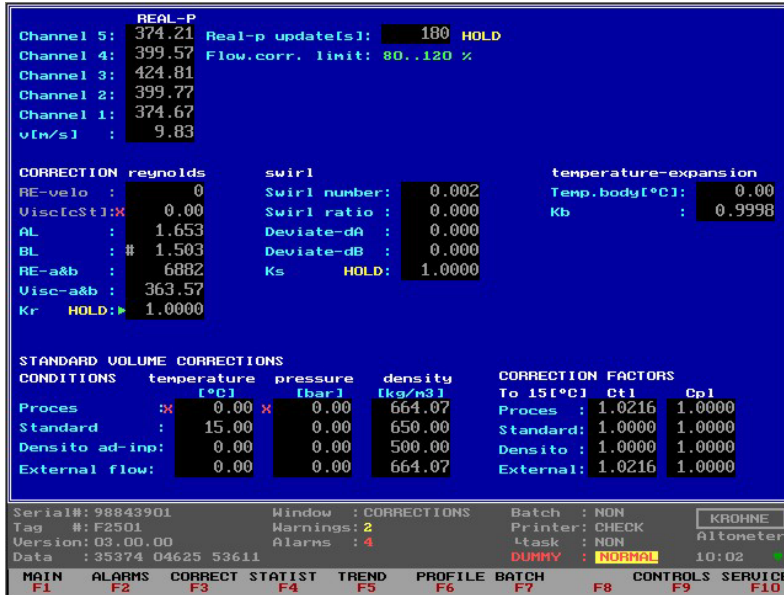 REAL-P
Channel 5: 374.21 Real-p update[s]: 180 HOLD
Channel 4: 399.57 Flow.corr. limit: 80..120 %
Channel 3: 424.81
Channel 2: 399.77
Channel 1: 374.67
v[m/s] : 9.83
CORRECTION reynolds swirl temperature-expansion
RE-velo : 0 Swirl number: 0.002 Temp.body[°C]: 0.00
Visc[cSt]:x 0.00 Swirl ratio : 0.000 Kb : 0.9998
AL : 1.653 Deviate-dA : 0.000
BL : # 1.503 Deviate-dB : 0.000
RE-a&b : 6882 Ks HOLD: 1.0000
Visc-a&b : 363.57
Kr HOLD:► 1.0000
STANDARD VOLUME CORRECTIONS
CONDITIONS temperature pressure density CORRECTION FACTORS
[°C] [bar] [kg/m3] To 15[°C] Ctl Cpl
Proces :x 0.00 x 0.00 664.07 Proces : 1.0216 1.0000
Standard : 15.00 0.00 650.00 Standard: 1.0000 1.0000
Densito ad-inp: 0.00 0.00 500.00 Densito : 1.0000 1.0000
External flow: 0.00 0.00 664.07 External: 1.0216 1.0000
Serial#: 98843901 Window : CORRECTIONS Batch : NON KROHNE
Tag #: F2501 Warnings: 2 Printer: CHECK Altometer
Version: 03.00.00 Alarms : 4 └task : NON
Data : 35374 04625 53611 DUMMY : NORMAL 10:02 ♥
MAIN ALARMS CORRECT STATIST TREND PROFILE BATCH CONTROLS SERVICE
F1 F2 F3 F4 F5 F6 F7 F8 F9 F10